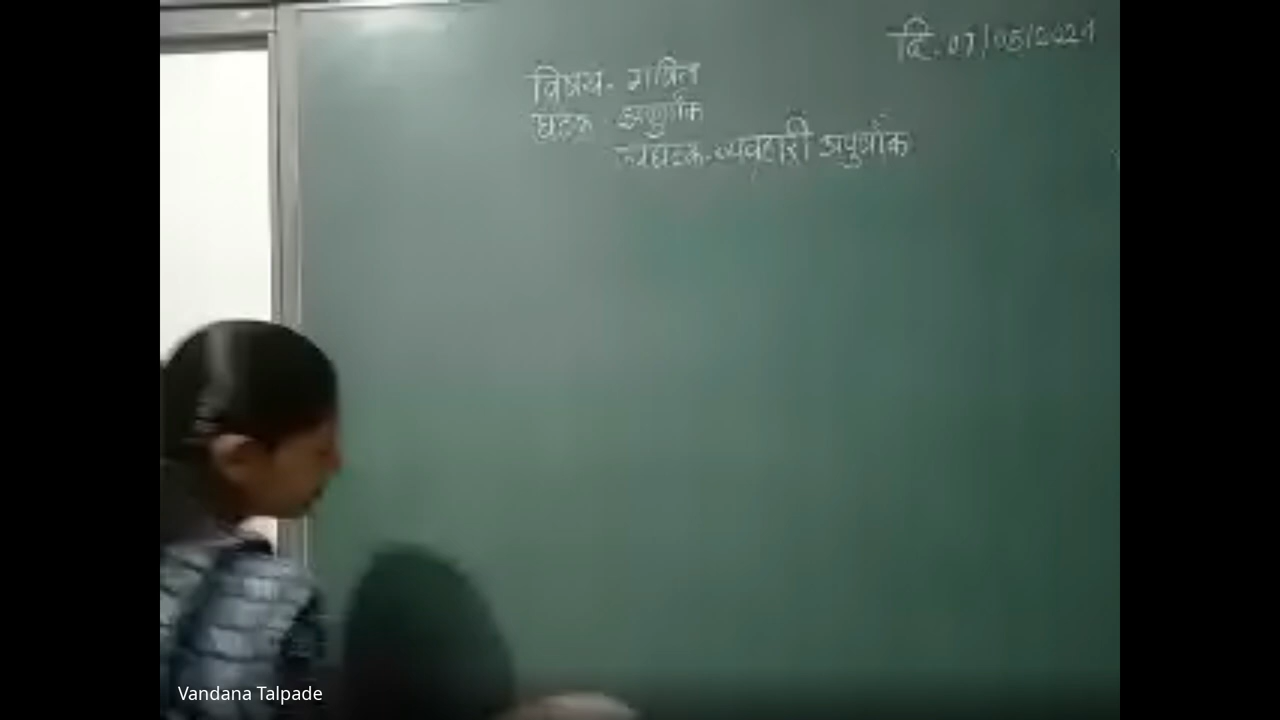 दि. 07/05/2021
विषय - गणित
घटक - अपूर्णांक
उपघटक - व्यवहारी अपूर्णांक
Vandana Talpade